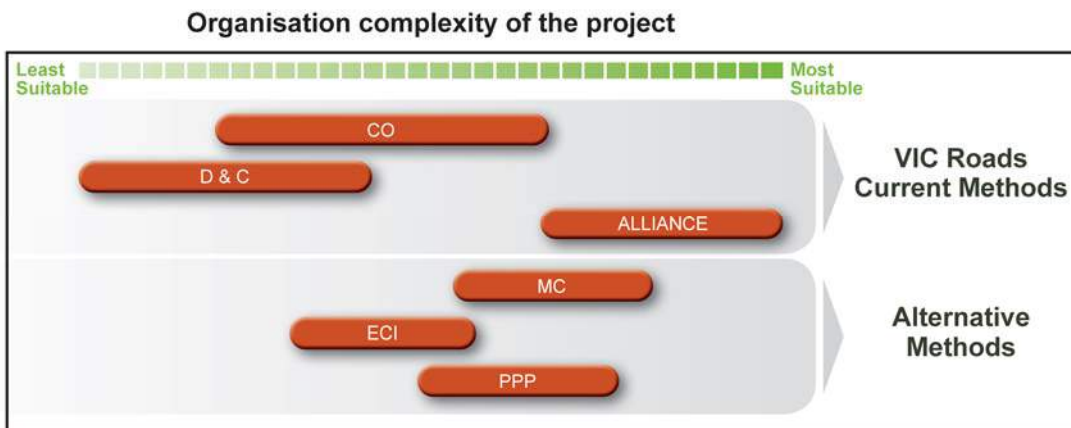 Organisation complexity of the project
Least
Suitable
Most
Suitable
CO
D & C
ALLIANCE
VIC Roads
Current Methods
MC
ECI
PPP
Alternative
Methods